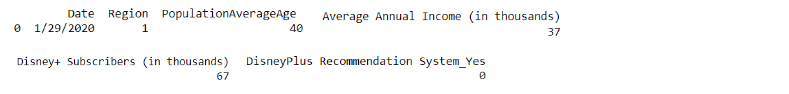 Date Region PopulationAverageAge Average Annual Income (in thousands)
0 1/29/2020 1 40 37
Disney+ Subscribers (in thousands) DisneyPlus Recommendation System_Yes
67 0